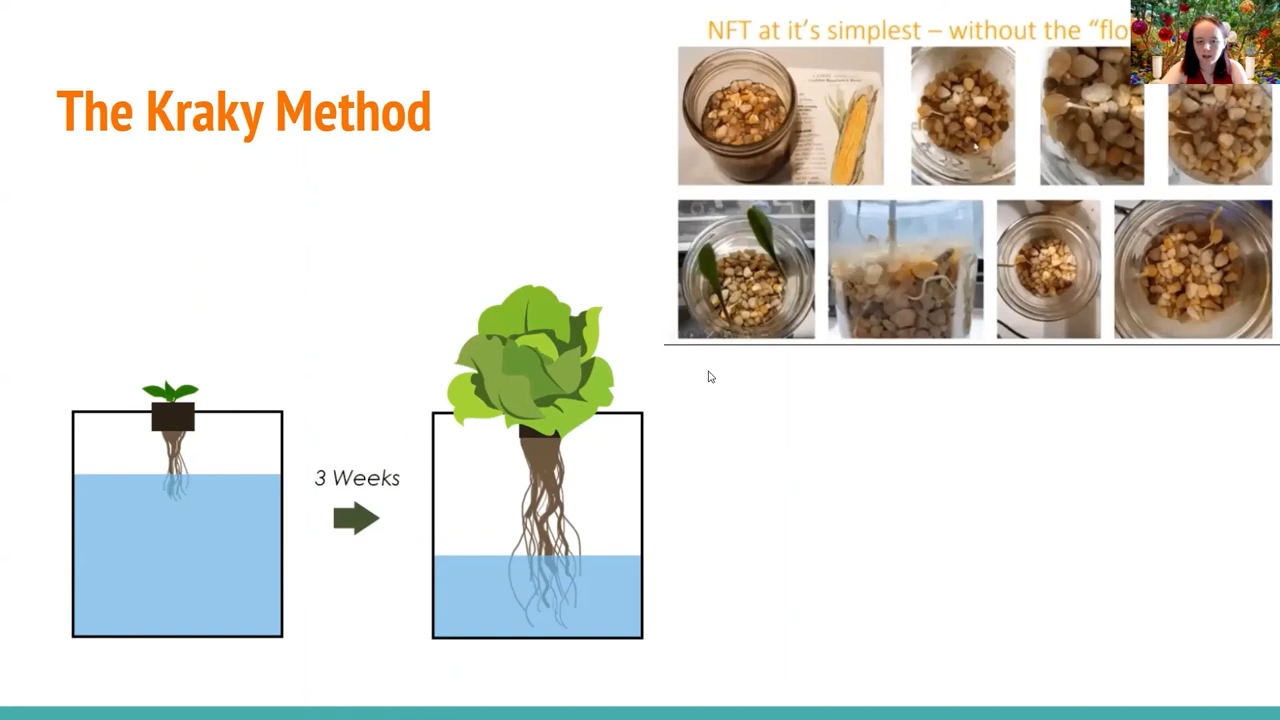 NFT at it's simplest – without the "flo
The Kraky Method
3 Weeks